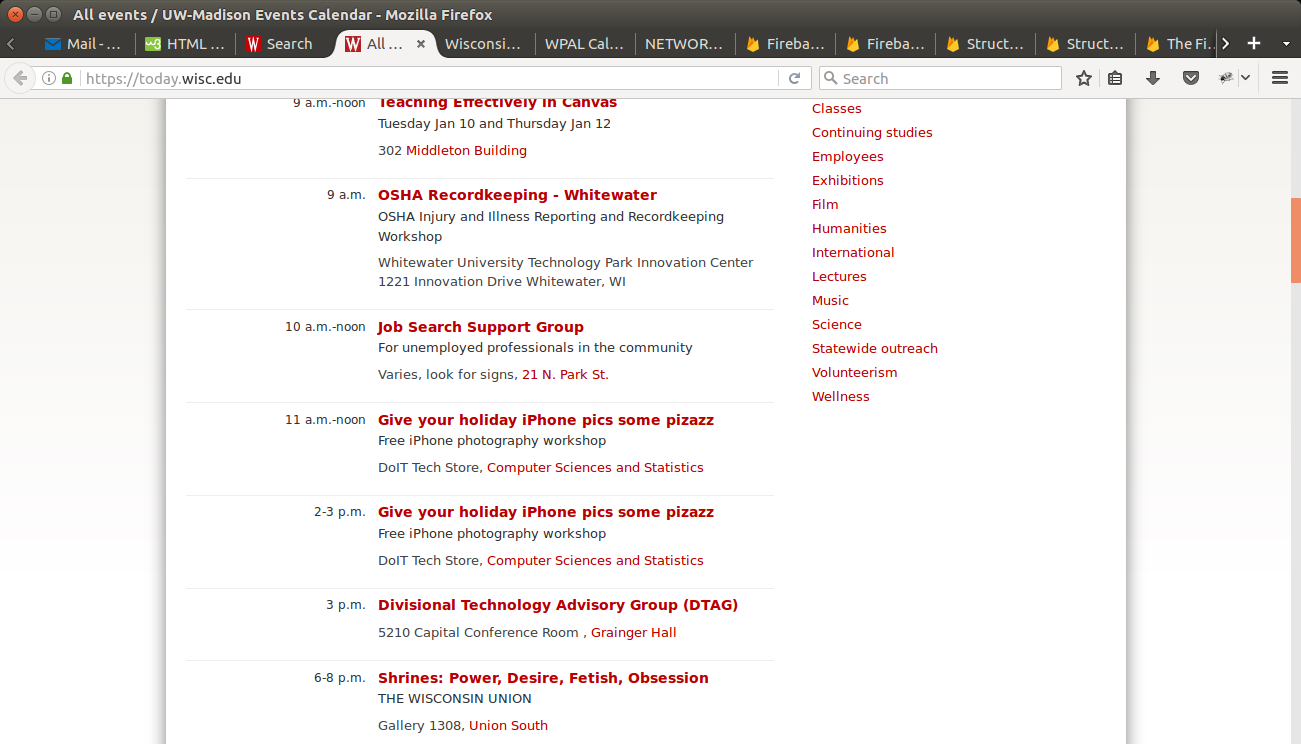 All events / UW-Madison Events Calendar - Mozilla Firefox
Mail - ...
HTML ...
Search
All ...
Wisconsi...
WPAL Cal...
NETWOR...
Fireba...
Fireba...
Struct...
Struct...
The Fi...
https://today.wisc.edu
Search
9 a.m.-noon Teaching Effectively in Canvas
Tuesday Jan 10 and Thursday Jan 12
302 Middleton Building
9 a.m. OSHA Recordkeeping - Whitewater
OSHA Injury and Illness Reporting and Recordkeeping
Workshop
Whitewater University Technology Park Innovation Center
1221 Innovation Drive Whitewater, WI
10 a.m.-noon Job Search Support Group
For unemployed professionals in the community
Varies, look for signs, 21 N. Park St.
11 a.m.-noon Give your holiday iPhone pics some pizazz
Free iPhone photography workshop
DoIT Tech Store, Computer Sciences and Statistics
2-3 p.m. Give your holiday iPhone pics some pizazz
Free iPhone photography workshop
DoIT Tech Store, Computer Sciences and Statistics
3 p.m. Divisional Technology Advisory Group (DTAG)
5210 Capital Conference Room , Grainger Hall
6-8 p.m. Shrines: Power, Desire, Fetish, Obsession
THE WISCONSIN UNION
Gallery 1308, Union South
Classes
Continuing studies
Employees
Exhibitions
Film
Humanities
International
Lectures
Music
Science
Statewide outreach
Volunteerism
Wellness